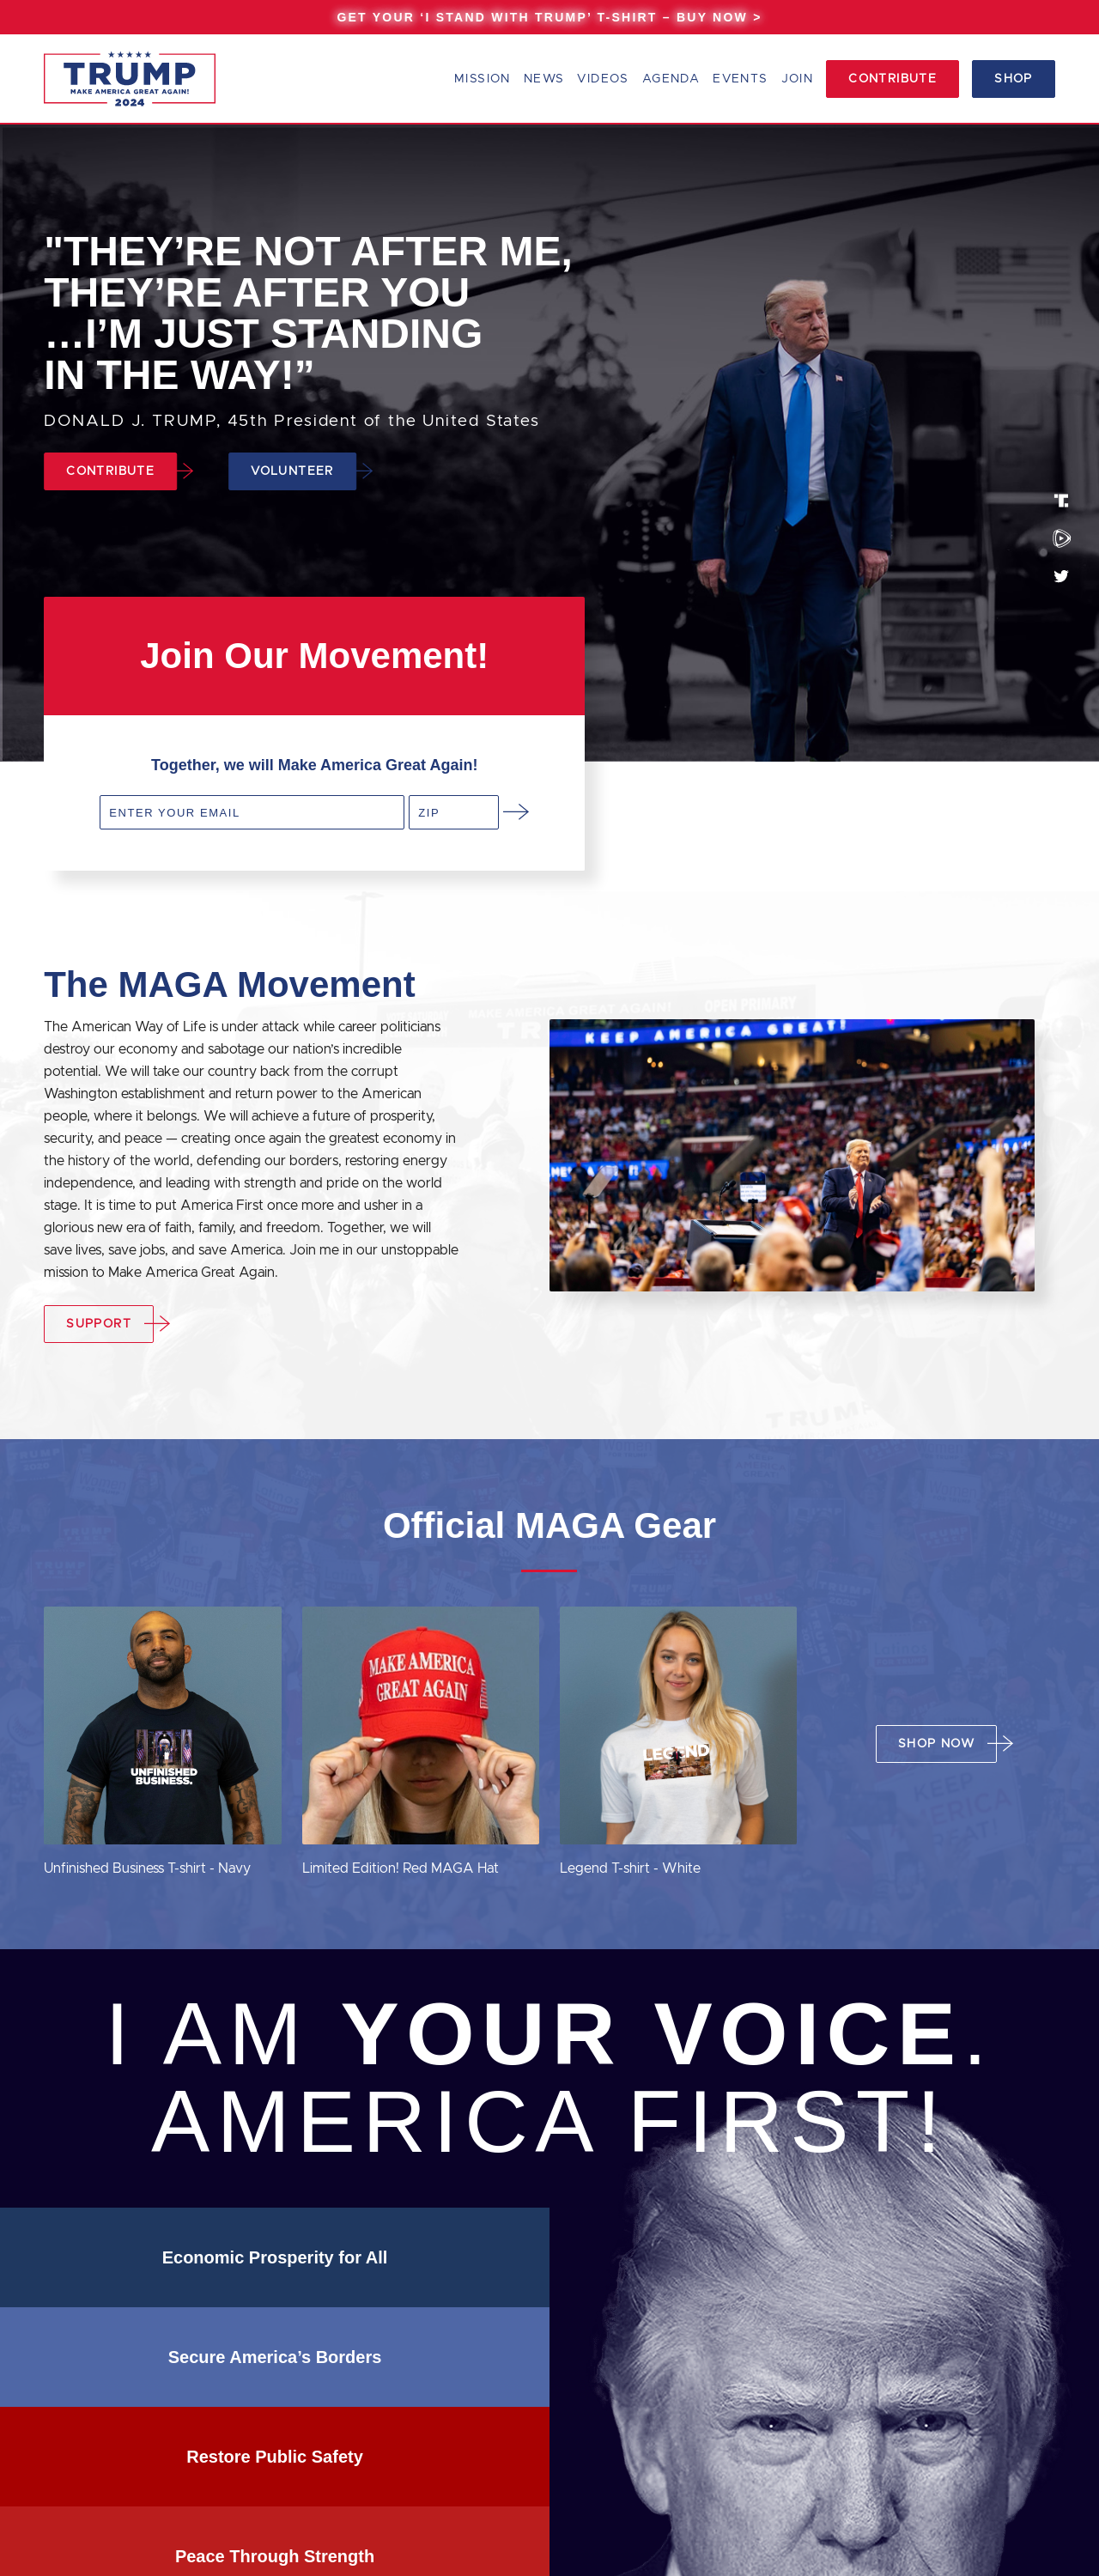 GET YOUR ‘I STAND WITH TRUMP’ T-SHIRT – BUY NOW >
TRUMP
MAKE AMERICA GREAT AGAIN!
2024
MISSION NEWS VIDEOS AGENDA EVENTS JOIN CONTRIBUTE SHOP
"THEY’RE NOT AFTER ME,
THEY’RE AFTER YOU
…I’M JUST STANDING
IN THE WAY!”
DONALD J. TRUMP, 45th President of the United States
CONTRIBUTE VOLUNTEER
Join Our Movement!
Together, we will Make America Great Again!
ENTER YOUR EMAIL ZIP
The MAGA Movement
The American Way of Life is under attack while career politicians
destroy our economy and sabotage our nation's incredible
potential. We will take our country back from the corrupt
Washington establishment and return power to the American
people, where it belongs. We will achieve a future of prosperity,
security, and peace — creating once again the greatest economy in
the history of the world, defending our borders, restoring energy
independence, and leading with strength and pride on the world
stage. It is time to put America First once more and usher in a
glorious new era of faith, family, and freedom. Together, we will
save lives, save jobs, and save America. Join me in our unstoppable
mission to Make America Great Again.
MAKE AMERICA GREAT AGAIN!
OPEN PRIMARY
KEEP AMERICA GREAT!
SUPPORT
TRUMP
Official MAGA Gear
UNFINISHED
BUSINESS.
MAKE AMERICA
GREAT AGAIN
LEGEND
SHOP NOW
Unfinished Business T-shirt - Navy
Limited Edition! Red MAGA Hat
Legend T-shirt - White
I AM YOUR VOICE.
AMERICA FIRST!
Economic Prosperity for All
Secure America’s Borders
Restore Public Safety
Peace Through Strength